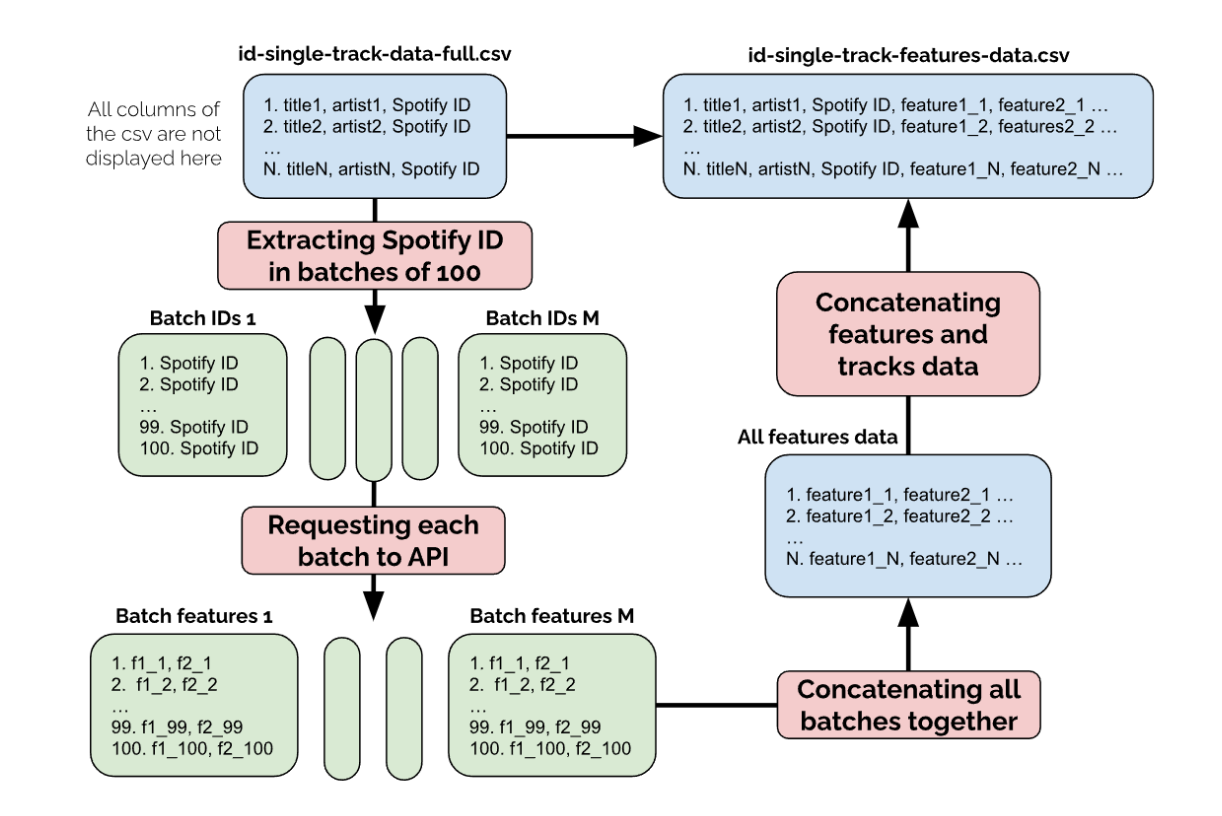 id-single-track-data-full.csv
All columns of
the csv are not
displayed here
1. title1, artist1, Spotify ID
2. title2, artist2, Spotify ID
...
N. titleN, artistN, Spotify ID
id-single-track-features-data.csv
1. title1, artist1, Spotify ID, feature1_1, feature2_1 ...
2. title2, artist2, Spotify ID, feature1_2, features2_2 ...
...
N. titleN, artistN, Spotify ID, feature1_N, feature2_N ...
Extracting Spotify ID
in batches of 100
Batch IDs 1
1. Spotify ID
2. Spotify ID
...
99. Spotify ID
100. Spotify ID
Batch IDs M
1. Spotify ID
2. Spotify ID
...
99. Spotify ID
100. Spotify ID
Requesting each
batch to API
Batch features 1
1. f1_1, f2_1
2. f1_2, f2_2
...
99. f1_99, f2_99
100. f1_100, f2_100
Batch features M
1. f1_1, f2_1
2. f1_2, f2_2
...
99. f1_99, f2_99
100. f1_100, f2_100
Concatenating all
batches together
All features data
1. feature1_1, feature2_1 ...
2. feature1_2, feature2_2 ...
...
N. feature1_N, feature2_N ...
Concatenating
features and
tracks data